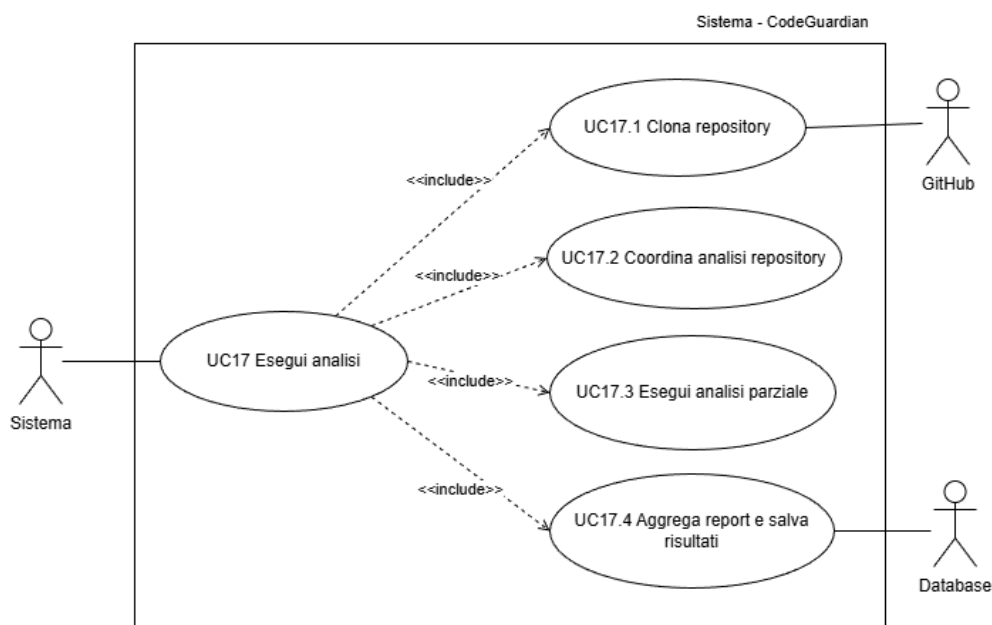 Sistema - CodeGuardian
UC17.1 Clona repository
GitHub
<<include>>
UC17.2 Coordina analisi repository
<<include>>
UC17 Esegui analisi
Sistema
<<include>>
UC17.3 Esegui analisi parziale
<<include>>
UC17.4 Aggrega report e salva
risultati
Database